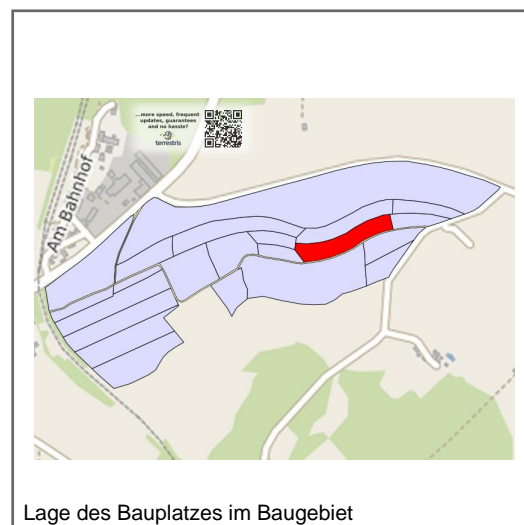 ...more speed, frequent
updates, guarantees
and no hassle?
terrestris
Am Bahnhof
Lage des Bauplatzes im Baugebiet